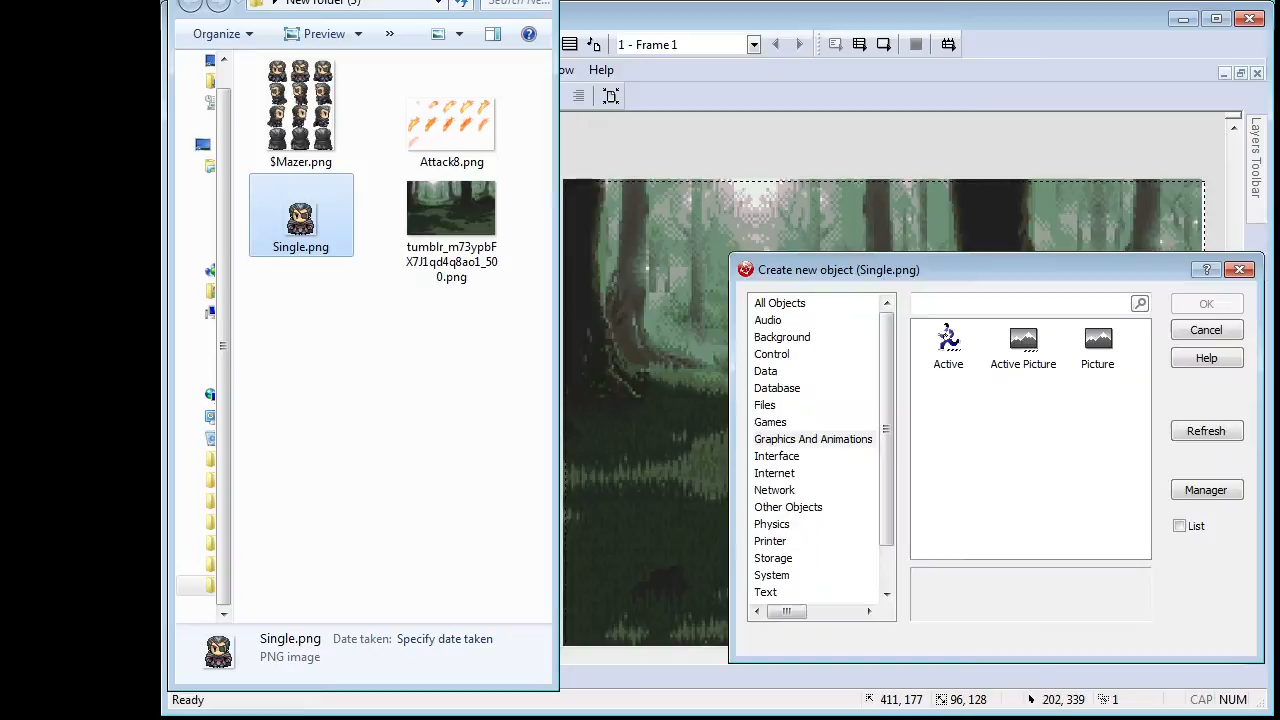 New folder (3)
Search Ne...
Organize
Preview
»
$Mazer.png
Attack8.png
Single.png
tumblr_m73ypbF
X7J1qd4q8ao1_50
0.png
Single.png
Date taken: Specify date taken
PNG image
1 - Frame 1
ow
Help
Layers Toolbar
Create new object (Single.png)
All Objects
Audio
Background
Control
Data
Database
Files
Games
Graphics And Animations
Interface
Internet
Network
Other Objects
Physics
Printer
Storage
System
Text
Active
Active Picture
Picture
OK
Cancel
Help
Refresh
Manager
List
Ready
411, 177
96, 128
202, 339
1
CAP
NUM